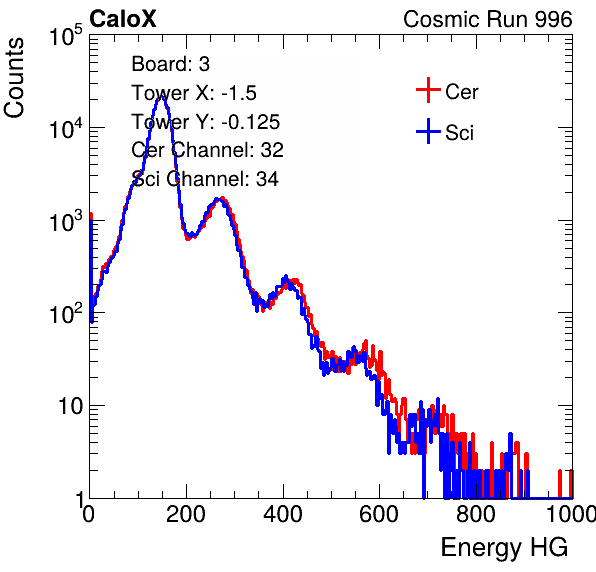 CaloX Cosmic Run 996
Counts
Board: 3
Tower X: -1.5
Tower Y: -0.125
Cer Channel: 32
Sci Channel: 34
Cer
Sci
10^5
10^4
10^3
10^2
10
1
0 200 400 600 800 1000
Energy HG